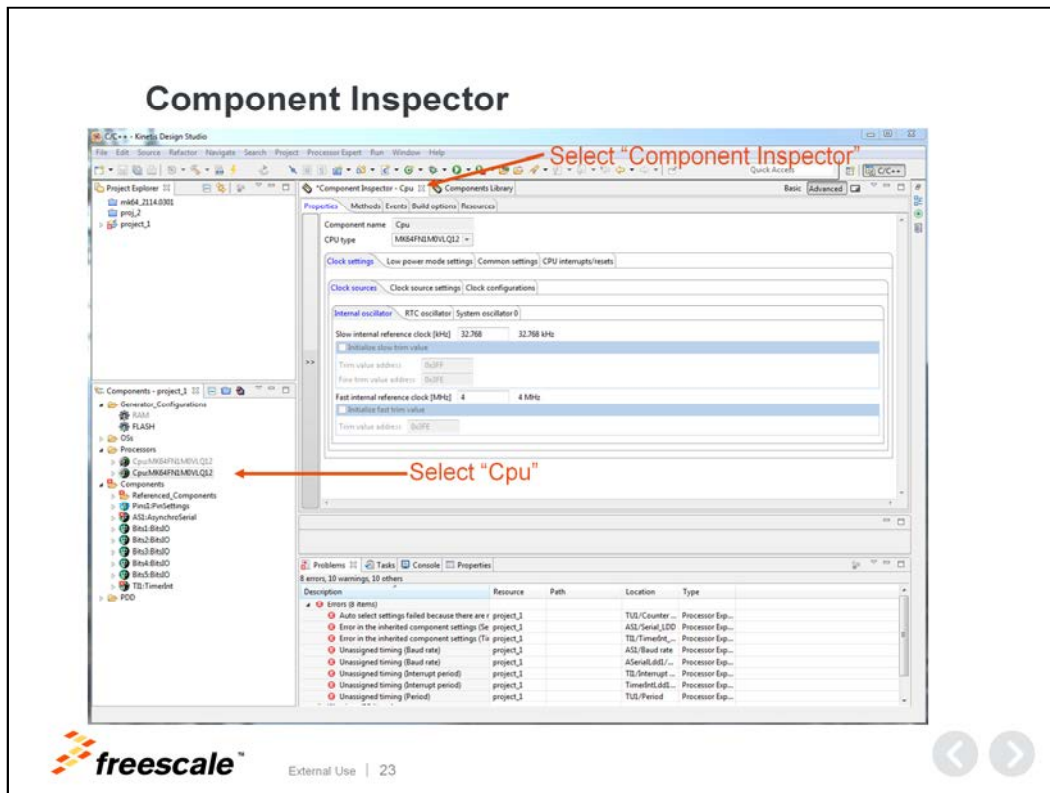 Component Inspector
C/C++ - Kinetis Design Studio
File Edit Source Refactor Navigate Search Project Processor Expert Run Window Help
Select "Component Inspector"
Quick Access
C/C++
Project Explorer
mk64_2114.0301
proj_2
project_1
*Component Inspector - Cpu
Components Library
Basic Advanced
Properties Methods Events Build options Resources
Component name Cpu
CPU type MK64FN1M0VLQ12
Clock settings Low power mode settings Common settings CPU interrupts/resets
Clock sources Clock source settings Clock configurations
Internal oscillator RTC oscillator System oscillator 0
Slow internal reference clock [kHz] 32.768 32.768 kHz
Initialize slow trim value
>>
Trim value address 0x3FF
Fine trim value address 0x3FE
Fast internal reference clock [MHz] 4 4 MHz
Initialize fast trim value
Trim value address 0x3FE
Components - project_1
Generator_Configurations
RAM
FLASH
OSs
Processors
Cpu:MK64FN1M0VLQ12
Cpu:MK64FN1M0VLQ12
Select "Cpu"
Components
Referenced_Components
Pins1:PinSettings
AS1:AsynchroSerial
Bits1:BitsIO
Bits2:BitsIO
Bits3:BitsIO
Bits4:BitsIO
Bits5:BitsIO
TI1:TimerInt
PDD
Problems Tasks Console Properties
8 errors, 10 warnings, 10 others
Description Resource Path Location Type
Errors (8 items)
Auto select settings failed because there are r project_1 TU1/Counter ... Processor Exp...
Error in the inherited component settings (Se project_1 AS1/Serial_LDD Processor Exp...
Error in the inherited component settings (Tir project_1 TI1/TimerInt_... Processor Exp...
Unassigned timing (Baud rate) project_1 AS1/Baud rate Processor Exp...
Unassigned timing (Baud rate) project_1 ASerialLdd1/... Processor Exp...
Unassigned timing (Interrupt period) project_1 TI1/Interrupt ... Processor Exp...
Unassigned timing (Interrupt period) project_1 TimerIntLdd1... Processor Exp...
Unassigned timing (Period) project_1 TU1/Period Processor Exp...
freescale™
External Use | 23